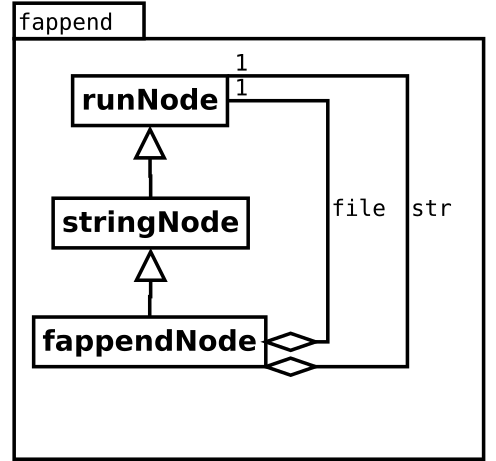 fappend
1
1
runNode
stringNode
file
str
fappendNode